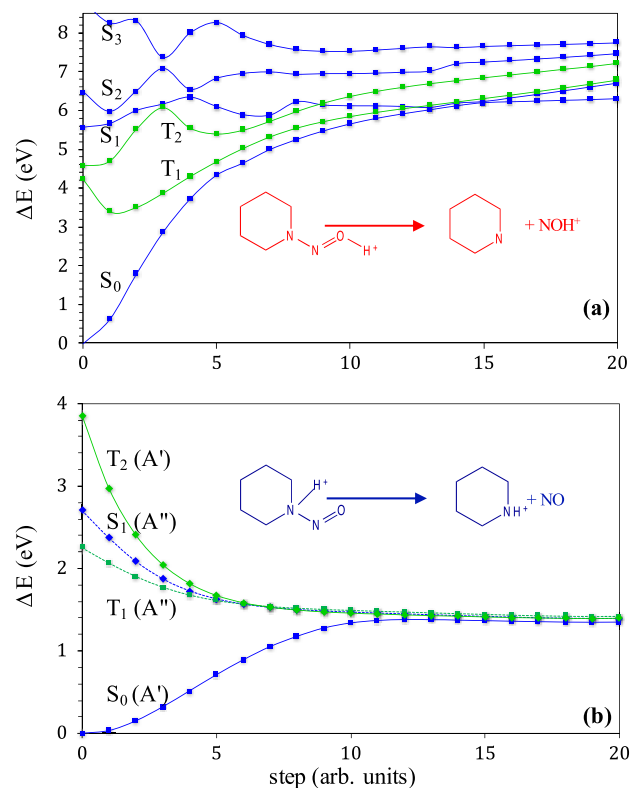 8
7
6
5
4
3
2
1
0
ΔE (eV)
S₃
S₂
S₁
T₂
T₁
S₀
N
N
O
H⁺
N
+ NOH⁺
(a)
0
5
10
15
20
4
3
2
1
0
ΔE (eV)
T₂ (A')
S₁ (A")
T₁ (A")
S₀ (A')
H⁺
N
N
O
NH⁺
+ NO
(b)
0
5
10
15
20
step (arb. units)